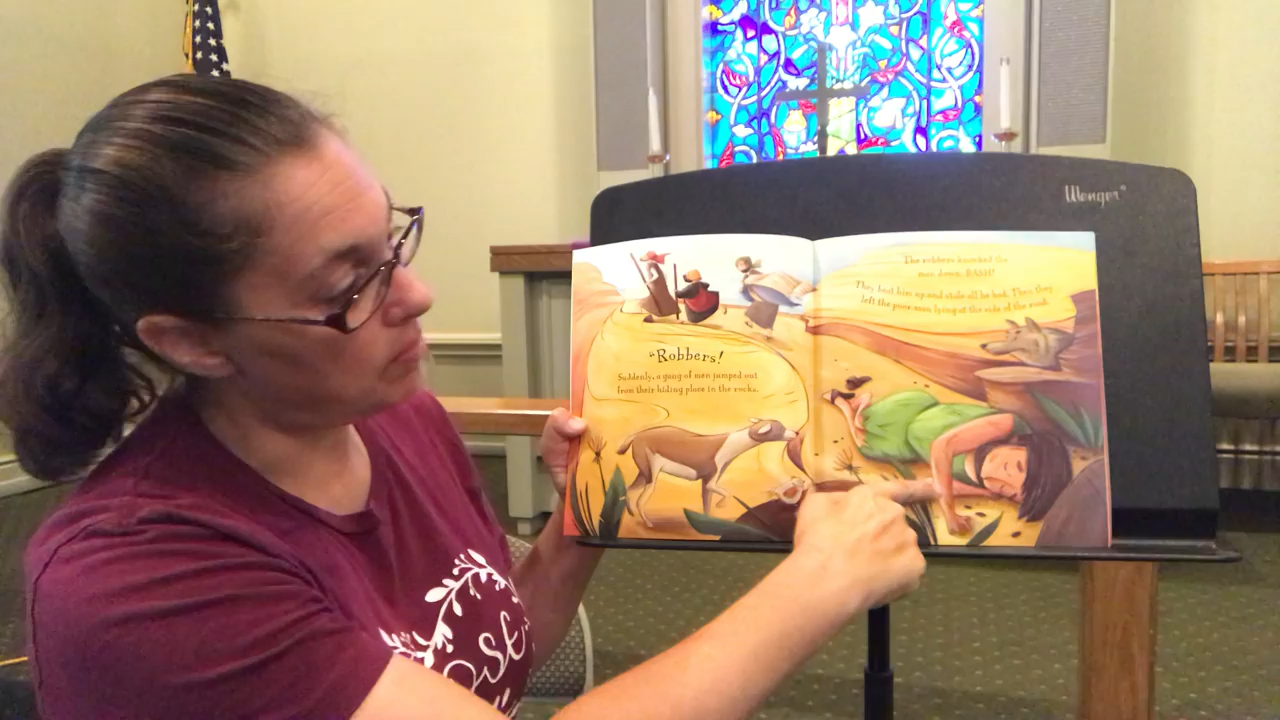 Wenger®
"Robbers!
Suddenly, a gang of men jumped out
from their hiding place in the rocks.
The robbers knocked the
man down. BASH!
They beat him up and stole all he had. Then they
left the poor man lying at the side of the road.